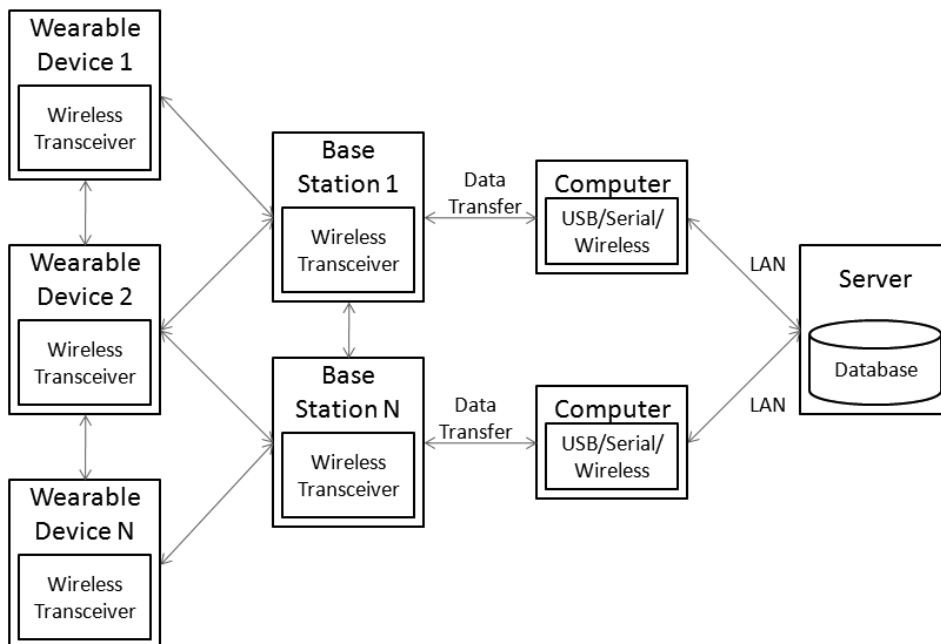 Wearable
Device 1
Wireless
Transceiver
Wearable
Device 2
Wireless
Transceiver
Wearable
Device N
Wireless
Transceiver
Base
Station 1
Wireless
Transceiver
Base
Station N
Wireless
Transceiver
Data
Transfer
Data
Transfer
Computer
USB/Serial/
Wireless
Computer
USB/Serial/
Wireless
LAN
LAN
Server
Database